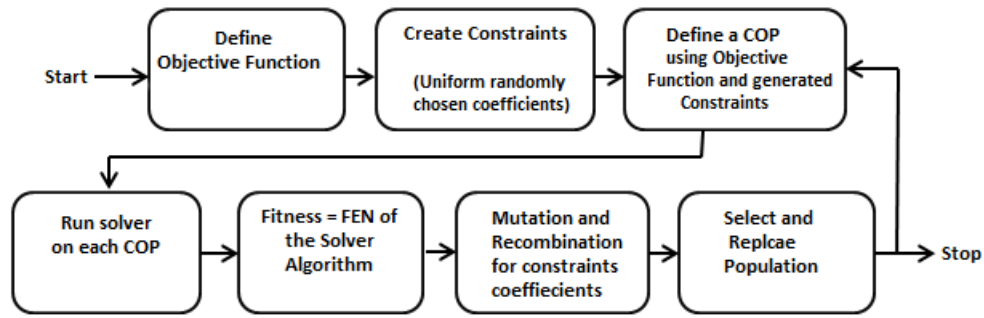 Start
Define
Objective Function
Create Constraints
(Uniform randomly
chosen coefficients)
Define a COP
using Objective
Function and generated
Constraints
Run solver
on each COP
Fitness = FEN of
the Solver
Algorithm
Mutation and
Recombination
for constraints
coeffiecients
Select and
Replcae
Population
Stop